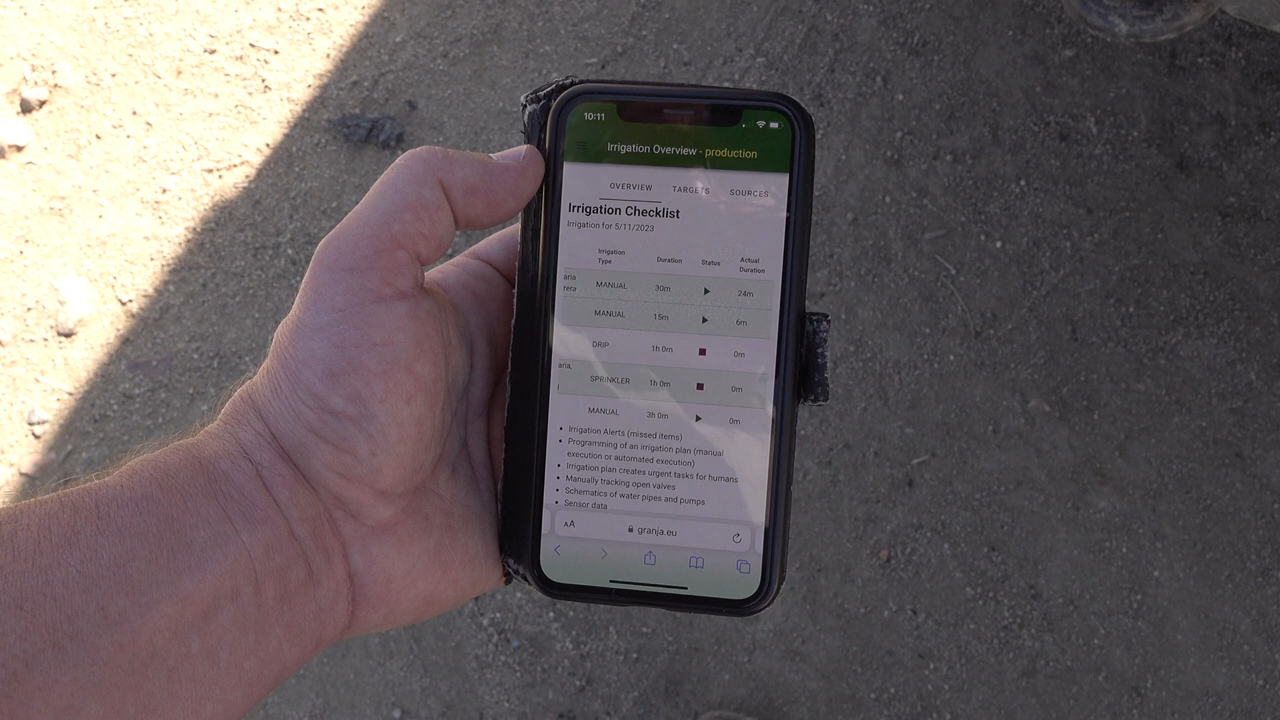 10:11
Irrigation Overview - production
OVERVIEW TARGETS SOURCES
Irrigation Checklist
Irrigation for 5/11/2023
Irrigation Type Duration Status Actual Duration
aria
rera MANUAL 30m 24m
MANUAL 15m 6m
DRIP 1h 0m 0m
aria,
SPRINKLER 1h 0m 0m
MANUAL 3h 0m 0m
• Irrigation Alerts (missed items)
• Programming of an irrigation plan (manual
execution or automated execution)
• Irrigation plan creates urgent tasks for humans
• Manually tracking open valves
• Schematics of water pipes and pumps
• Sensor data
AA granja.eu